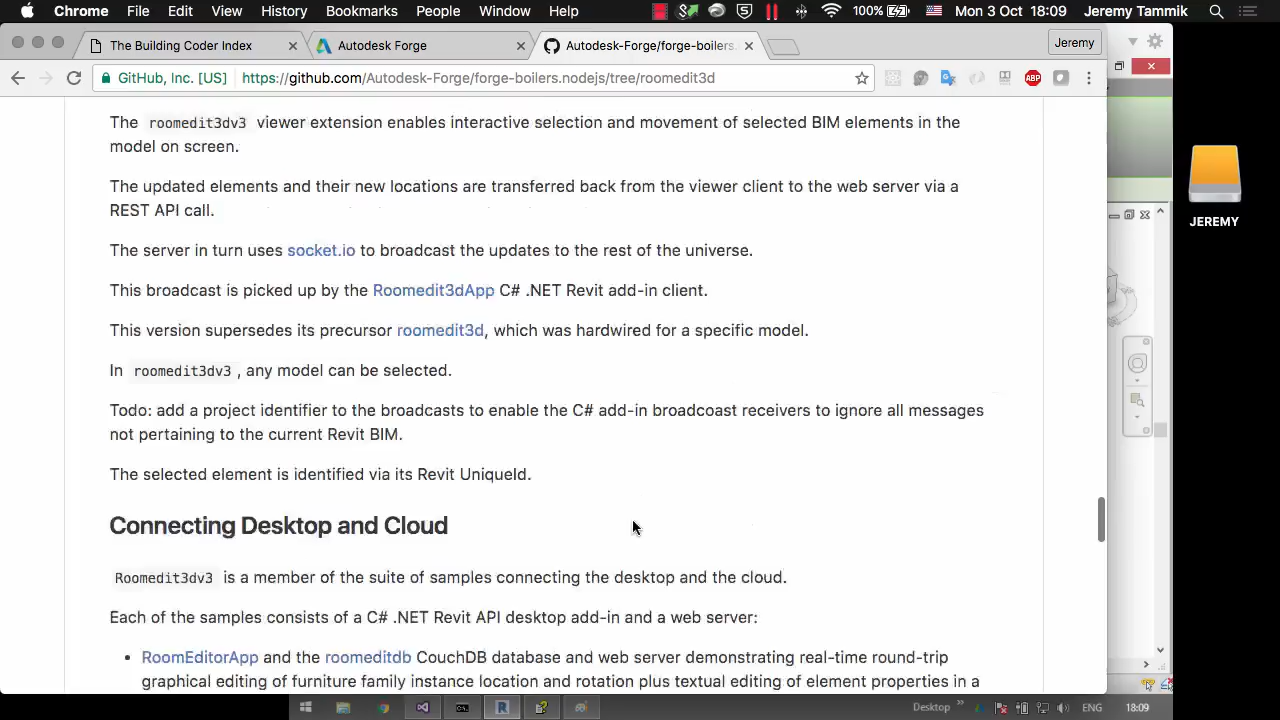 Chrome File Edit View History Bookmarks People Window Help 100% Mon 3 Oct 18:09 Jeremy Tammik
The Building Coder Index Autodesk Forge Autodesk-Forge/forge-boilers. Jeremy
GitHub, Inc. [US] https://github.com/Autodesk-Forge/forge-boilers.nodejs/tree/roomedit3d ABP
The roomedit3dv3 viewer extension enables interactive selection and movement of selected BIM elements in the
model on screen.
The updated elements and their new locations are transferred back from the viewer client to the web server via a
REST API call.
The server in turn uses socket.io to broadcast the updates to the rest of the universe.
This broadcast is picked up by the Roomedit3dApp C# .NET Revit add-in client.
This version supersedes its precursor roomedit3d, which was hardwired for a specific model.
In roomedit3dv3 , any model can be selected.
Todo: add a project identifier to the broadcasts to enable the C# add-in broadcoast receivers to ignore all messages
not pertaining to the current Revit BIM.
The selected element is identified via its Revit UniqueId.
Connecting Desktop and Cloud
Roomedit3dv3 is a member of the suite of samples connecting the desktop and the cloud.
Each of the samples consists of a C# .NET Revit API desktop add-in and a web server:
• RoomEditorApp and the roomeditdb CouchDB database and web server demonstrating real-time round-trip
graphical editing of furniture family instance location and rotation plus textual editing of element properties in a
JEREMY
Desktop » ENG 18:09